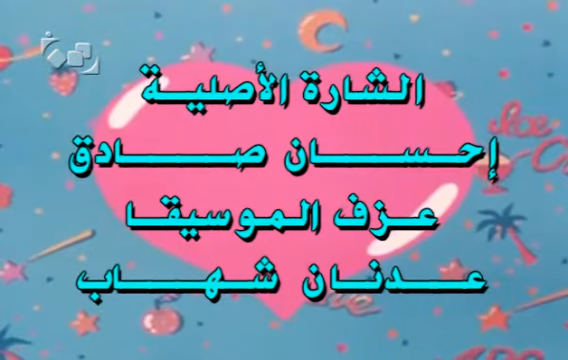 الشارة الأصلية
إحسان صادق
عزف الموسيقا
عدنان شهاب